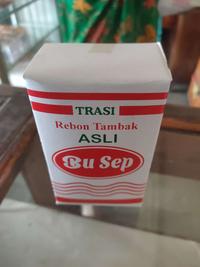 TRASI
Rebon Tambak
ASLI
Bu Sep